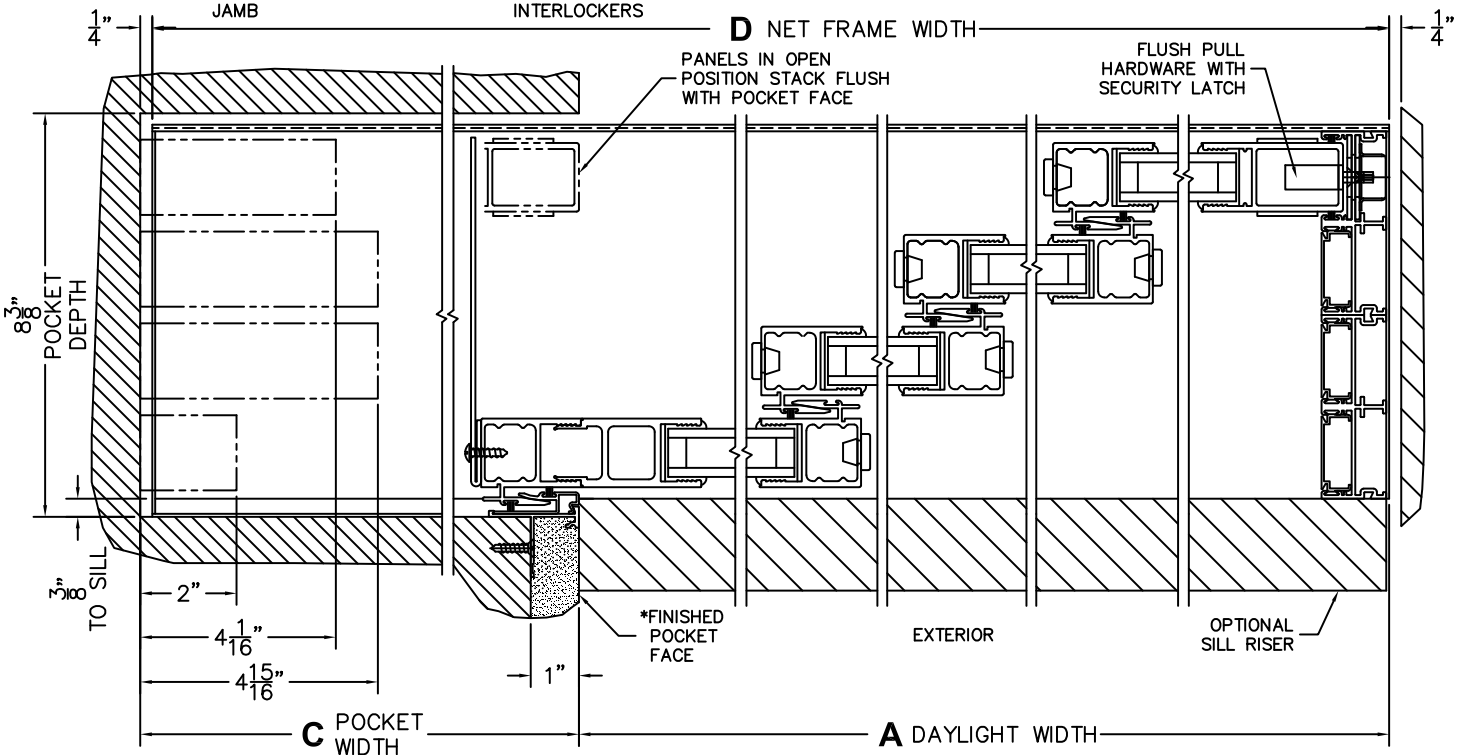 JAMB
INTERLOCKERS
1/4"
D NET FRAME WIDTH
1/4"
PANELS IN OPEN
POSITION STACK FLUSH
WITH POCKET FACE
FLUSH PULL
HARDWARE WITH
SECURITY LATCH
8 3/8"
POCKET
DEPTH
3/8"
TO SILL
2"
4 1/16"
4 15/16"
1"
*FINISHED
POCKET
FACE
EXTERIOR
OPTIONAL
SILL RISER
C POCKET
WIDTH
A DAYLIGHT WIDTH